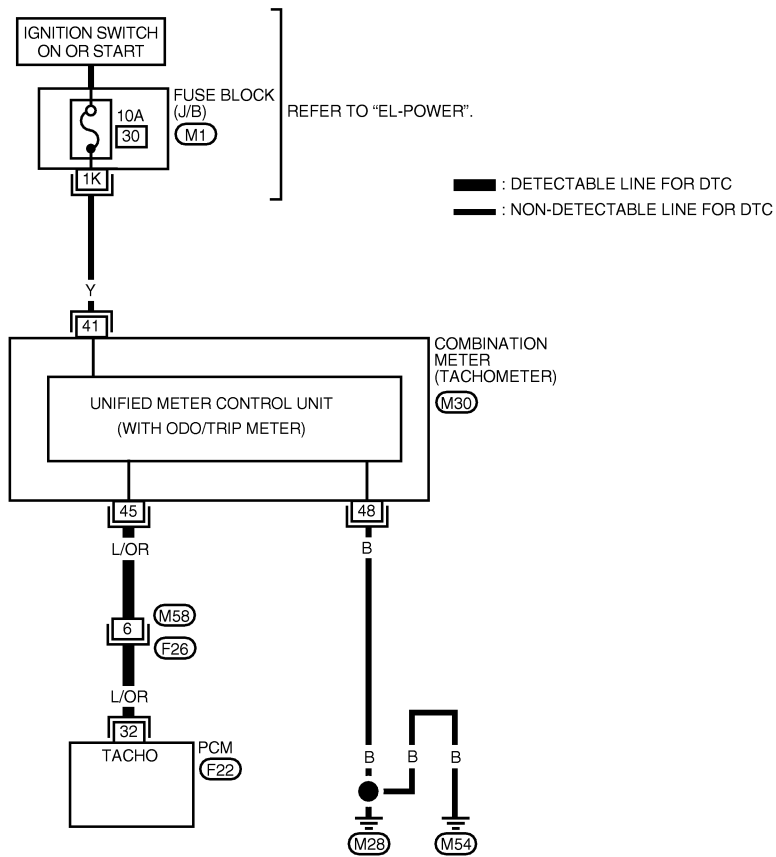 IGNITION SWITCH
ON OR START
FUSE BLOCK
(J/B)
10A
30
M1
REFER TO “EL-POWER”.
1K
: DETECTABLE LINE FOR DTC
: NON-DETECTABLE LINE FOR DTC
Y
41
COMBINATION
METER
(TACHOMETER)
M30
UNIFIED METER CONTROL UNIT
(WITH ODO/TRIP METER)
45
48
L/OR
B
6
M58
F26
L/OR
32
TACHO
PCM
F22
B
B
B
M28
M54